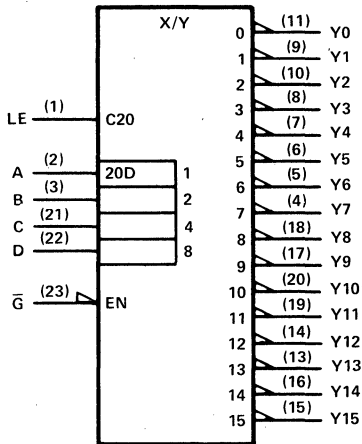 X/Y
0 (11) Y0
1 (9) Y1
2 (10) Y2
3 (8) Y3
LE (1) C20
4 (7) Y4
5 (6) Y5
A (2) 20D 1
6 (5) Y6
B (3) 2
7 (4) Y7
C (21) 4
8 (18) Y8
D (22) 8
9 (17) Y9
G̅ (23) EN
10 (20) Y10
11 (19) Y11
12 (14) Y12
13 (13) Y13
14 (16) Y14
15 (15) Y15